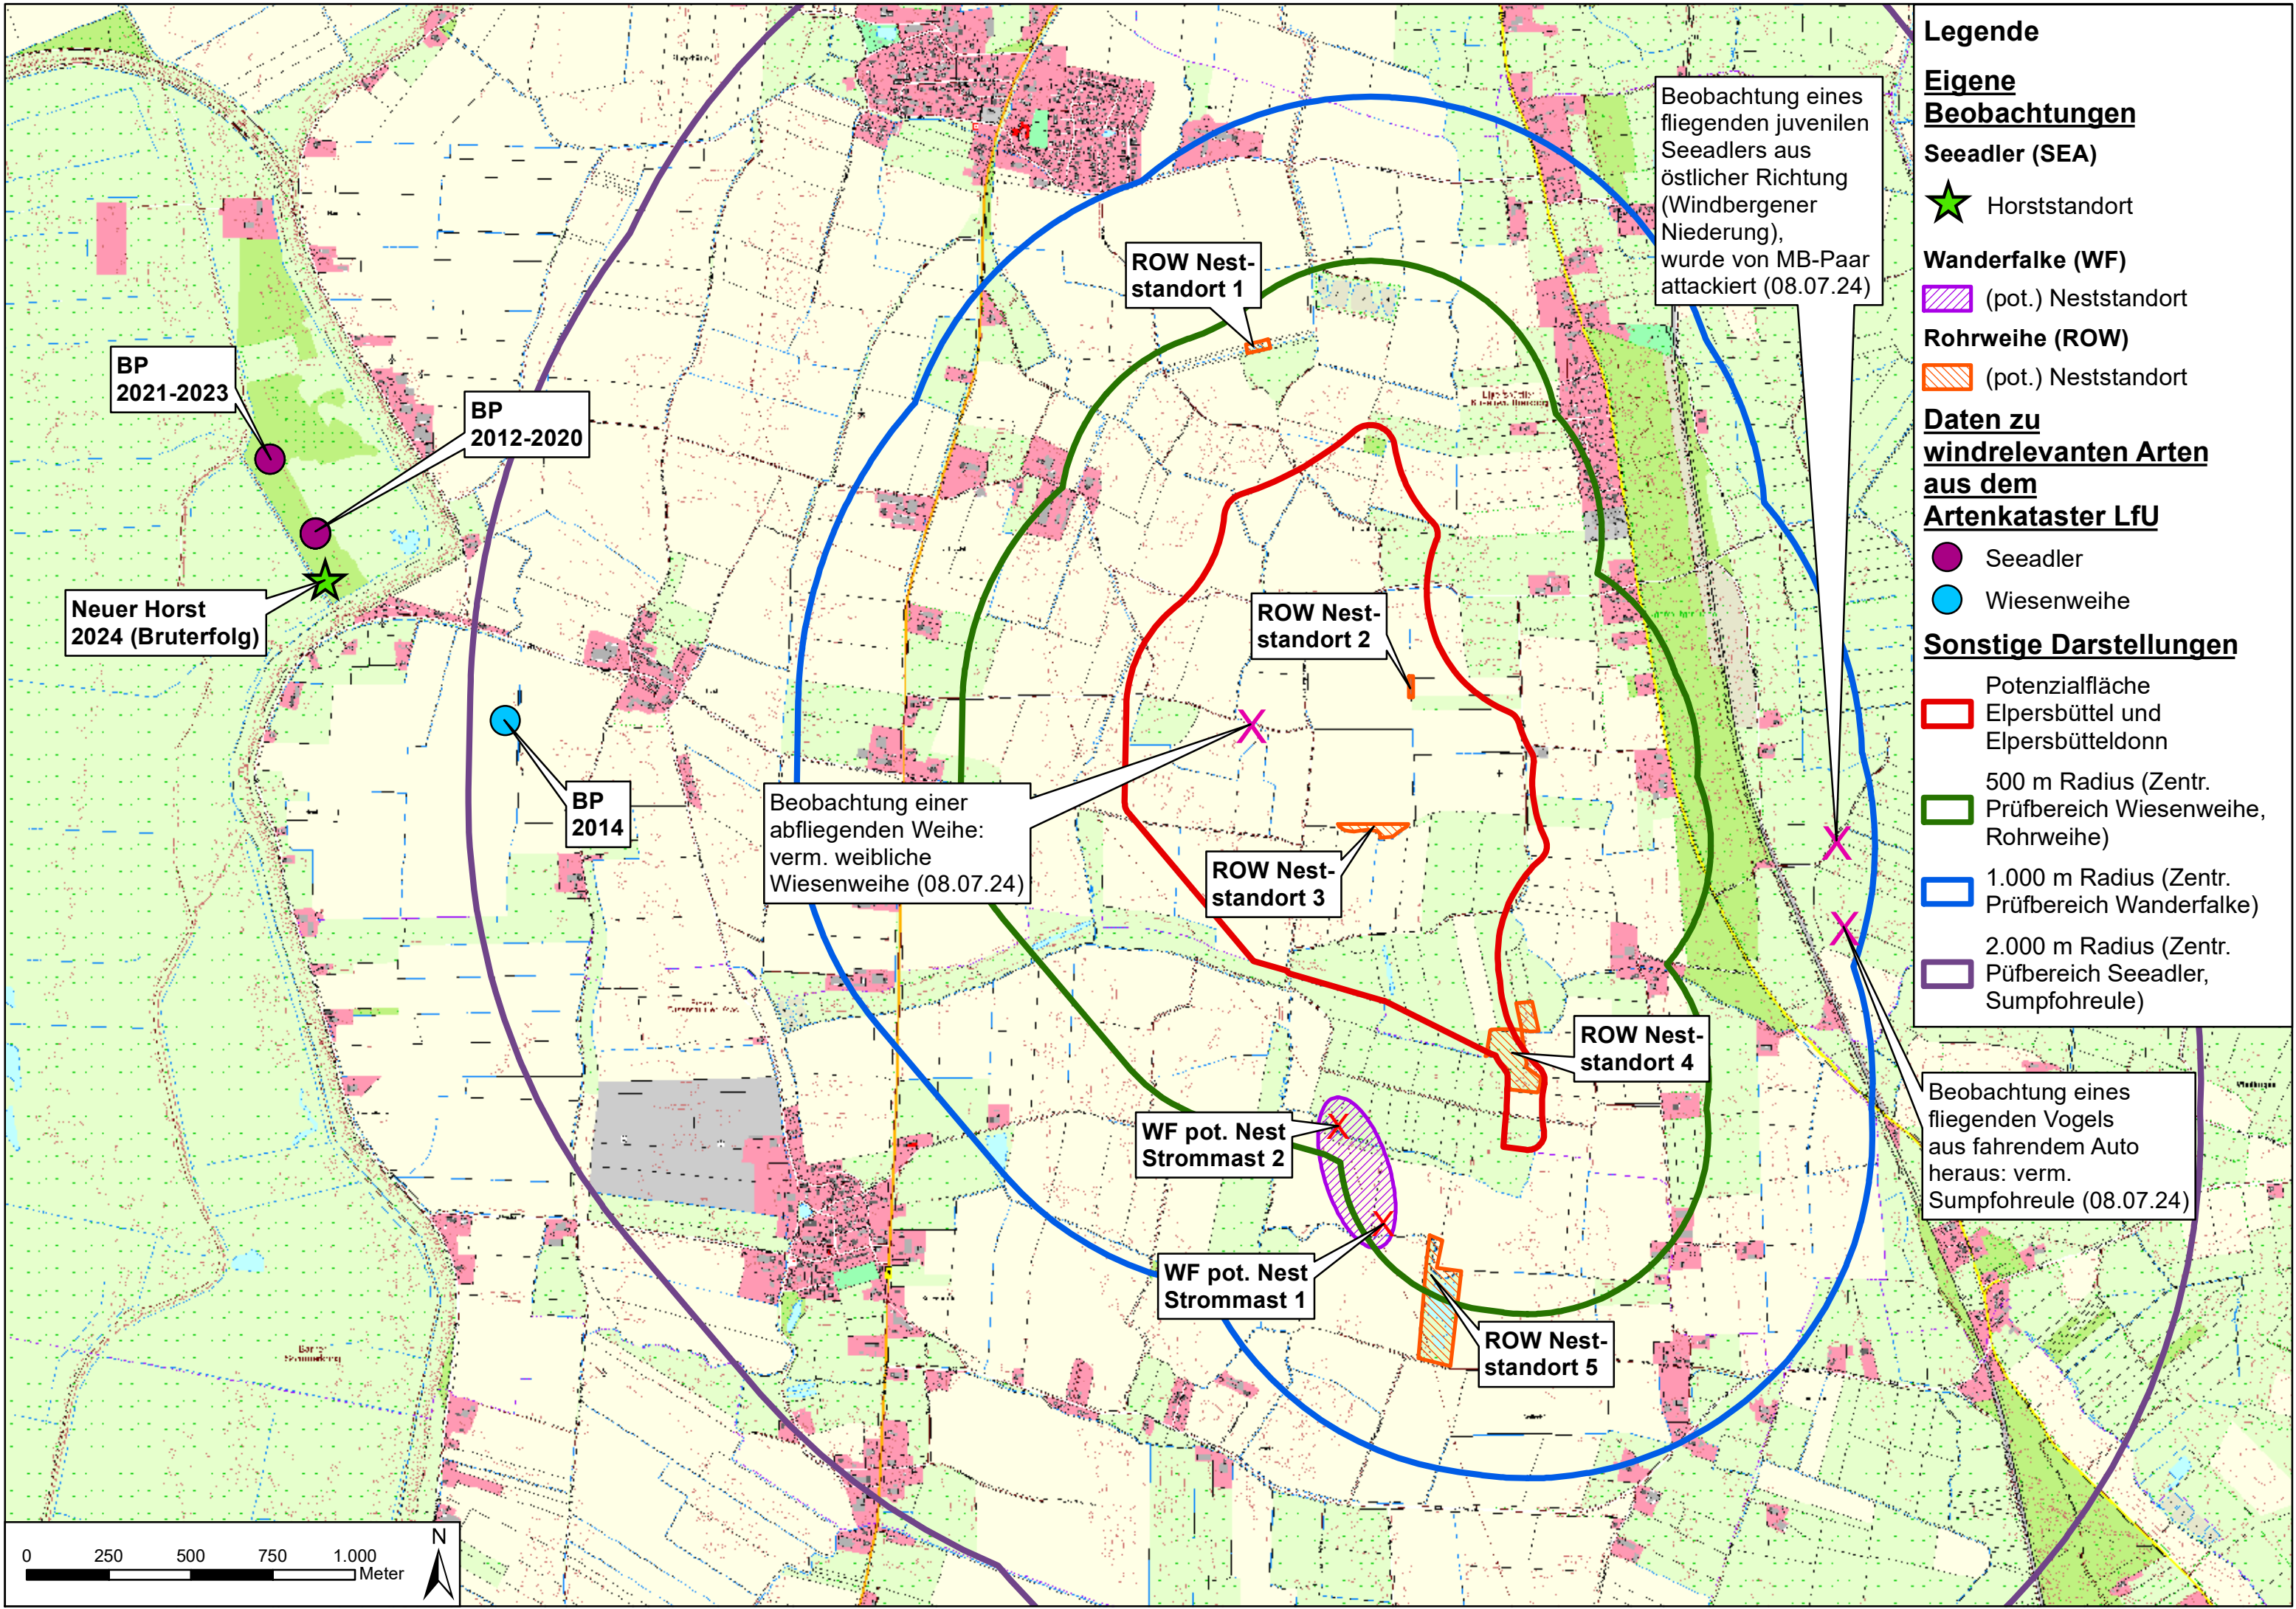 Beobachtung eines
fliegenden juvenilen
Seeadlers aus
östlicher Richtung
(Windbergener
Niederung),
wurde von MB-Paar
attackiert (08.07.24)
ROW Nest-
standort 1
BP
2021-2023
BP
2012-2020
Neuer Horst
2024 (Bruterfolg)
ROW Nest-
standort 2
BP
2014
Beobachtung einer
abfliegenden Weihe:
verm. weibliche
Wiesenweihe (08.07.24)
ROW Nest-
standort 3
ROW Nest-
standort 4
WF pot. Nest
Strommast 2
WF pot. Nest
Strommast 1
ROW Nest-
standort 5
Beobachtung eines
fliegenden Vogels
aus fahrendem Auto
heraus: verm.
Sumpfohreule (08.07.24)
Legende
Eigene
Beobachtungen
Seeadler (SEA)
Horststandort
Wanderfalke (WF)
(pot.) Neststandort
Rohrweihe (ROW)
(pot.) Neststandort
Daten zu
windrelevanten Arten
aus dem
Artenkataster LfU
Seeadler
Wiesenweihe
Sonstige Darstellungen
Potenzialfläche
Elpersbüttel und
Elpersbütteldonn
500 m Radius (Zentr.
Prüfbereich Wiesenweihe,
Rohrweihe)
1.000 m Radius (Zentr.
Prüfbereich Wanderfalke)
2.000 m Radius (Zentr.
Püfbereich Seeadler,
Sumpfohreule)
0 250 500 750 1.000
Meter
N